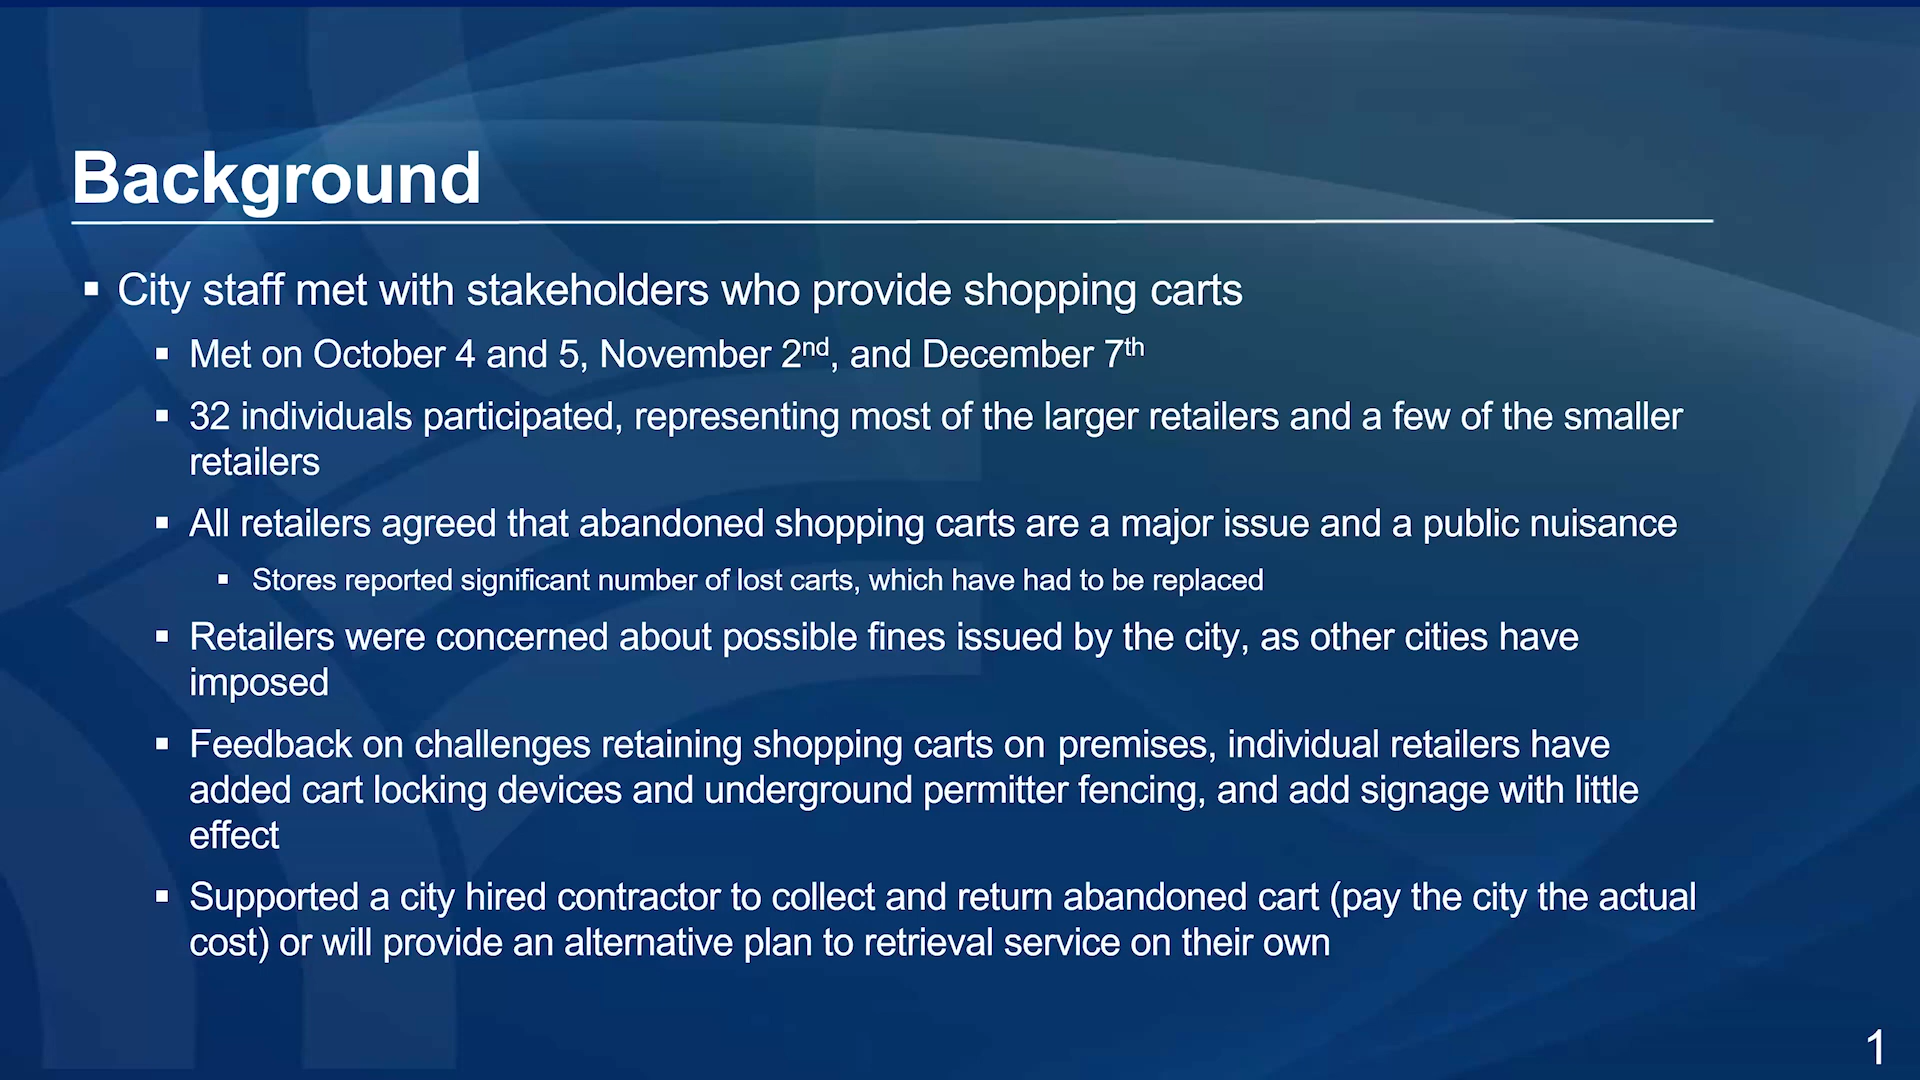 Background
▪ City staff met with stakeholders who provide shopping carts
▪ Met on October 4 and 5, November 2nd, and December 7th
▪ 32 individuals participated, representing most of the larger retailers and a few of the smaller
retailers
▪ All retailers agreed that abandoned shopping carts are a major issue and a public nuisance
▪ Stores reported significant number of lost carts, which have had to be replaced
▪ Retailers were concerned about possible fines issued by the city, as other cities have
imposed
▪ Feedback on challenges retaining shopping carts on premises, individual retailers have
added cart locking devices and underground permitter fencing, and add signage with little
effect
▪ Supported a city hired contractor to collect and return abandoned cart (pay the city the actual
cost) or will provide an alternative plan to retrieval service on their own
1